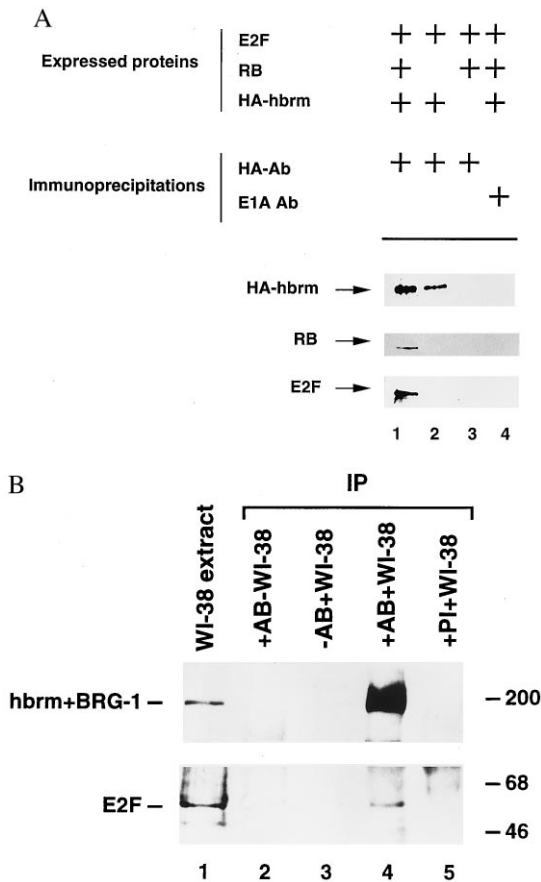 A
Expressed proteins
E2F + + + +
RB + + +
HA-hbrm + + +
Immunoprecipitations
HA-Ab + + +
E1A Ab +
HA-hbrm
RB
E2F
1 2 3 4
B
IP
WI-38 extract
+AB-WI-38
-AB+WI-38
+AB+WI-38
+PI+WI-38
hbrm+BRG-1 –
– 200
– 68
E2F –
– 46
1 2 3 4 5